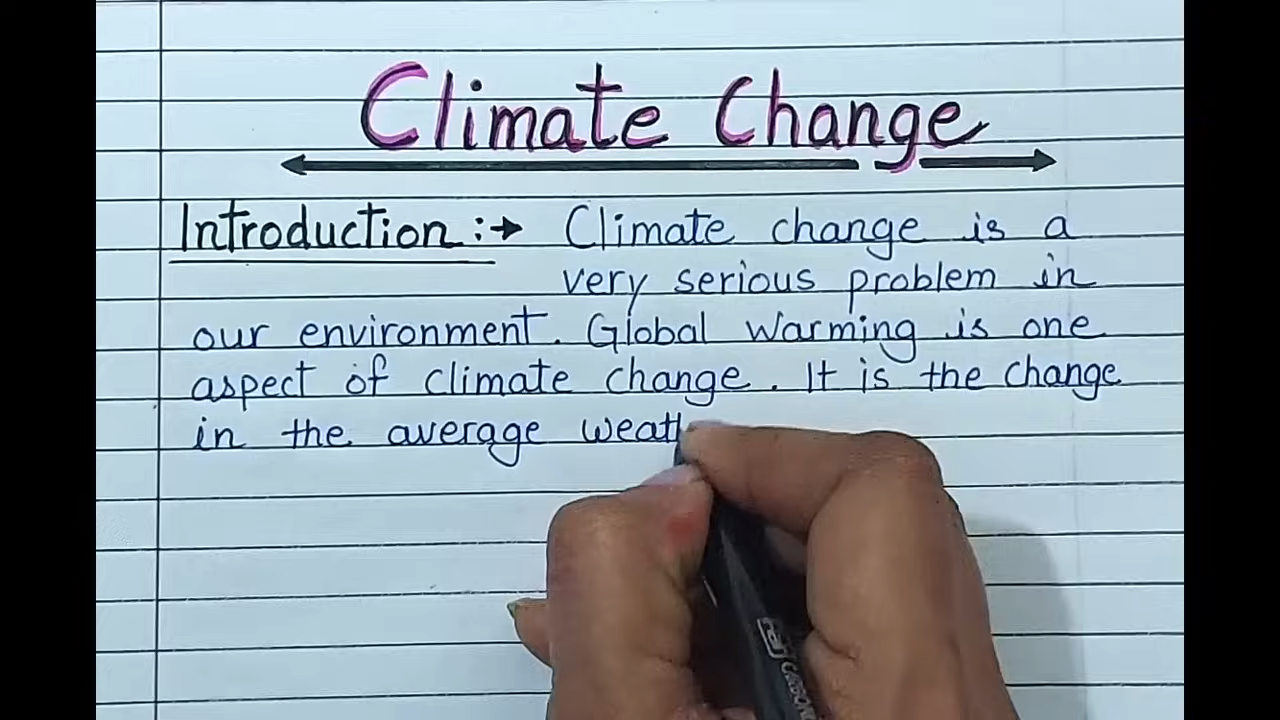 Climate Change
Introduction :→ Climate change is a
very serious problem in
our environment. Global warming is one
aspect of climate change. It is the change
in the average weath